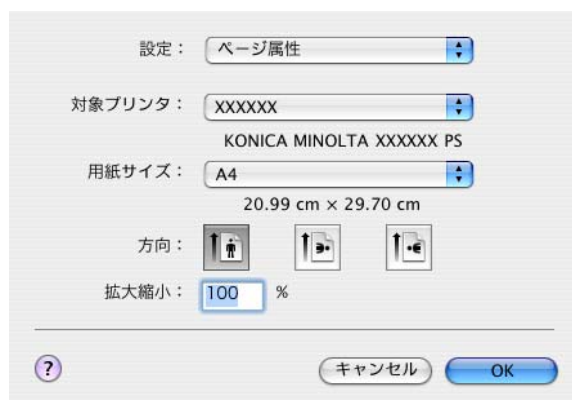 設定： ページ属性
対象プリンタ： XXXXXX
KONICA MINOLTA XXXXXX PS
用紙サイズ： A4
20.99 cm × 29.70 cm
方向：
拡大縮小： 100 %
? キャンセル OK